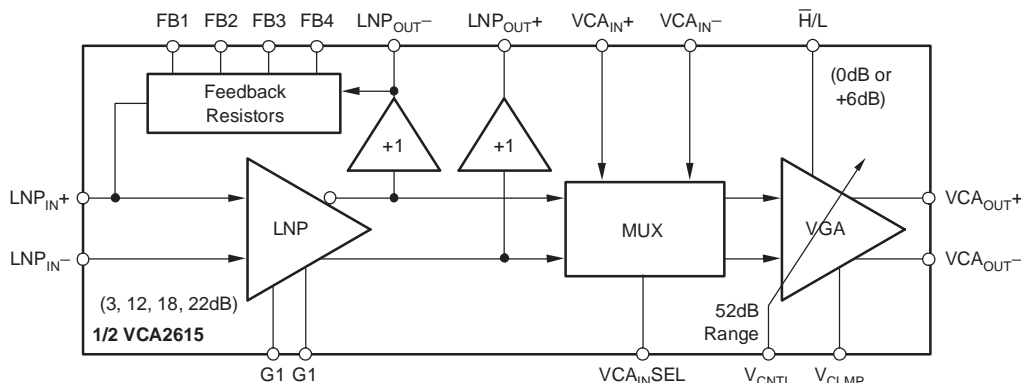 FB1 FB2 FB3 FB4 LNPOUT− LNPOUT+ VCAIN+ VCAIN− H̅/L
Feedback
Resistors
(0dB or
+6dB)
+1 +1
LNPIN+
LNP
MUX
VGA
VCAOUT+
LNPIN−
VCAOUT−
(3, 12, 18, 22dB)
52dB
Range
1/2 VCA2615
G1 G1 VCAINSEL VCNTL VCLMP